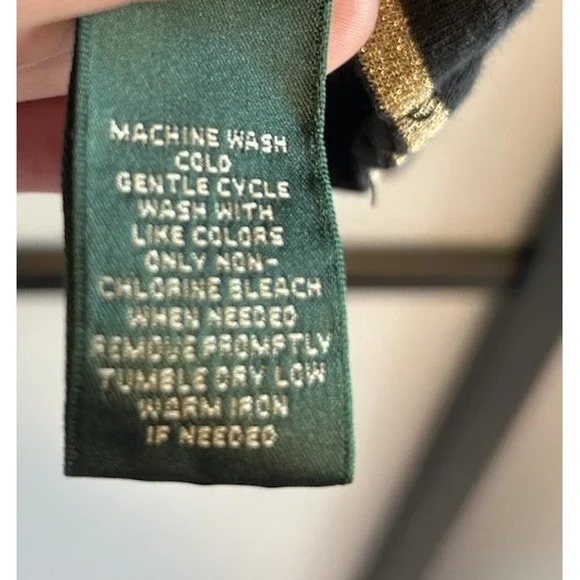 MACHINE WASH
COLD
GENTLE CYCLE
WASH WITH
LIKE COLORS
ONLY NON-
CHLORINE BLEACH
WHEN NEEDED
REMOVE PROMPTLY
TUMBLE DRY LOW
WARM IRON
IF NEEDED